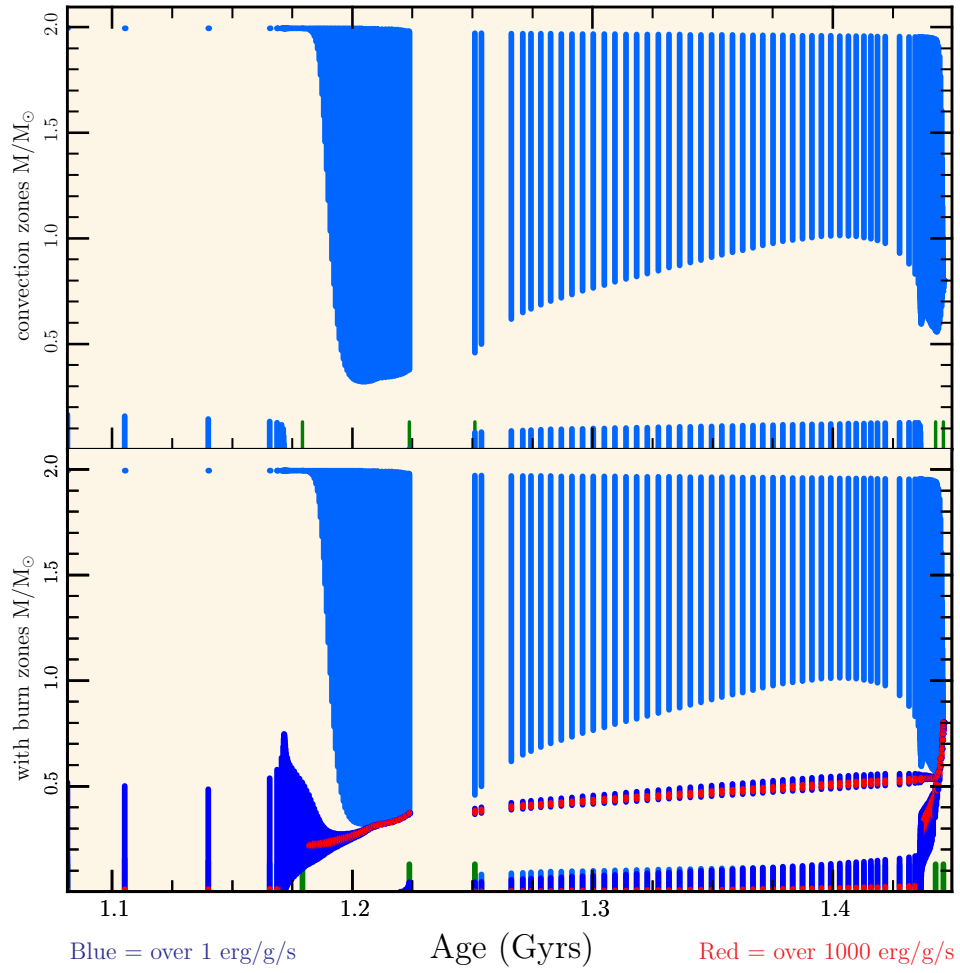 2.0
1.5
1.0
0.5
convection zones M/M☉
2.0
1.5
1.0
0.5
with burn zones M/M☉
1.1
1.2
1.3
1.4
Blue = over 1 erg/g/s
Age (Gyrs)
Red = over 1000 erg/g/s